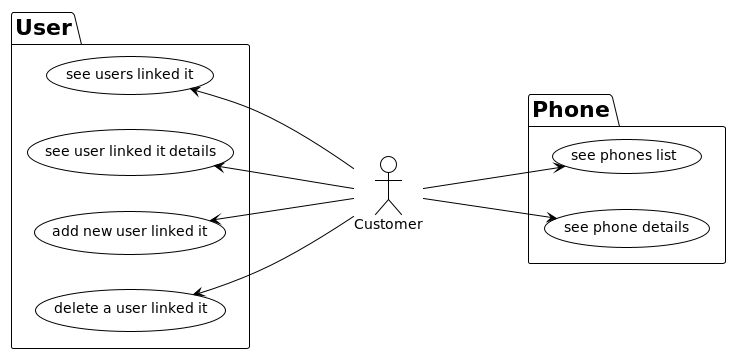 User
see users linked it
see user linked it details
add new user linked it
delete a user linked it
Customer
Phone
see phones list
see phone details